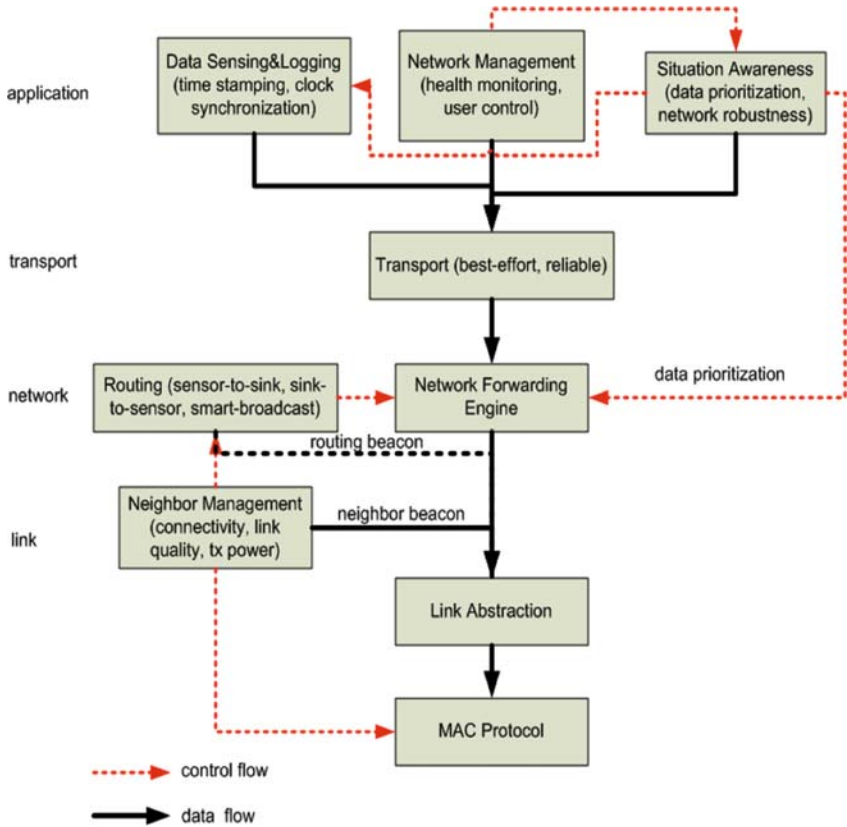 application
Data Sensing&Logging
(time stamping, clock
synchronization)
Network Management
(health monitoring,
user control)
Situation Awareness
(data prioritization,
network robustness)
transport
Transport (best-effort, reliable)
network
Routing (sensor-to-sink, sink-
to-sensor, smart-broadcast)
Network Forwarding
Engine
data prioritization
routing beacon
link
Neighbor Management
(connectivity, link
quality, tx power)
neighbor beacon
Link Abstraction
MAC Protocol
control flow
data flow